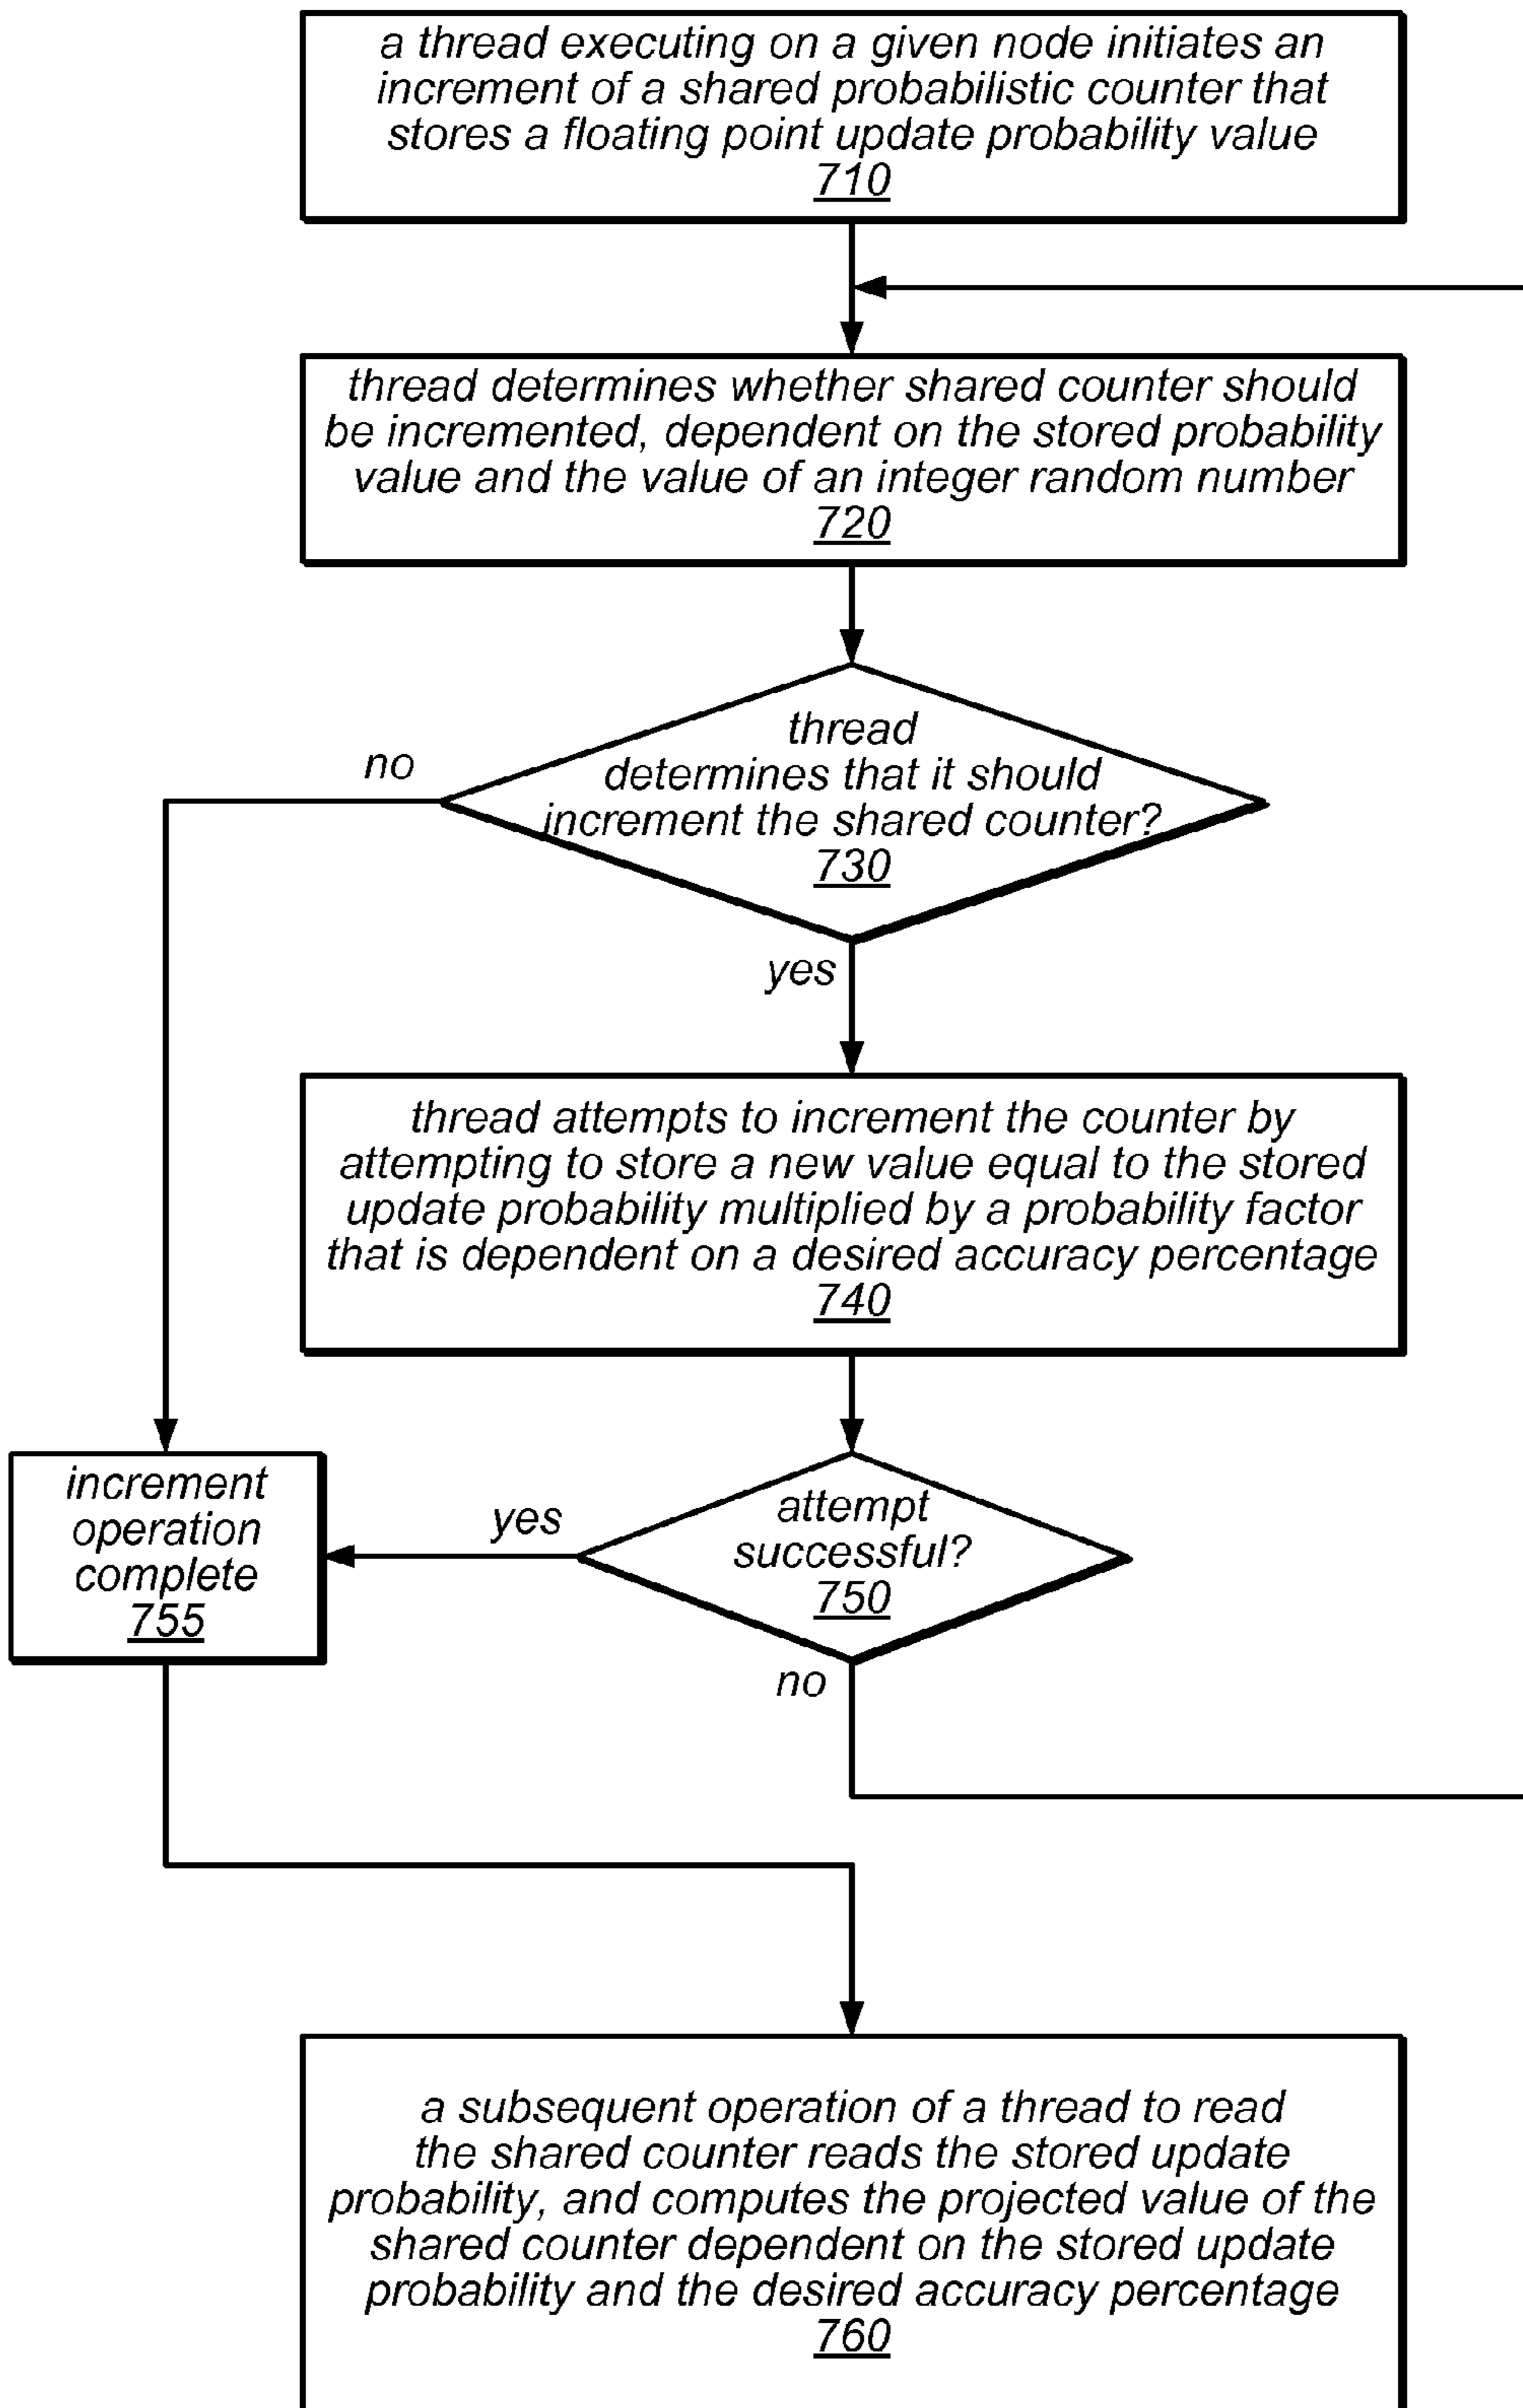 a thread executing on a given node initiates an
increment of a shared probabilistic counter that
stores a floating point update probability value
710
thread determines whether shared counter should
be incremented, dependent on the stored probability
value and the value of an integer random number
720
thread
determines that it should
increment the shared counter?
730
no
yes
thread attempts to increment the counter by
attempting to store a new value equal to the stored
update probability multiplied by a probability factor
that is dependent on a desired accuracy percentage
740
increment
operation
complete
755
yes
attempt
successful?
750
no
a subsequent operation of a thread to read
the shared counter reads the stored update
probability, and computes the projected value of the
shared counter dependent on the stored update
probability and the desired accuracy percentage
760